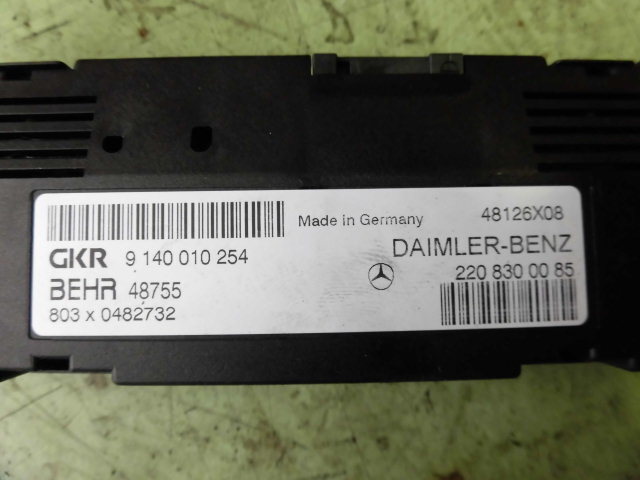 Made in Germany
48126X08
GKR 9 140 010 254
DAIMLER-BENZ
BEHR 48755
220 830 00 85
803 x 0482732